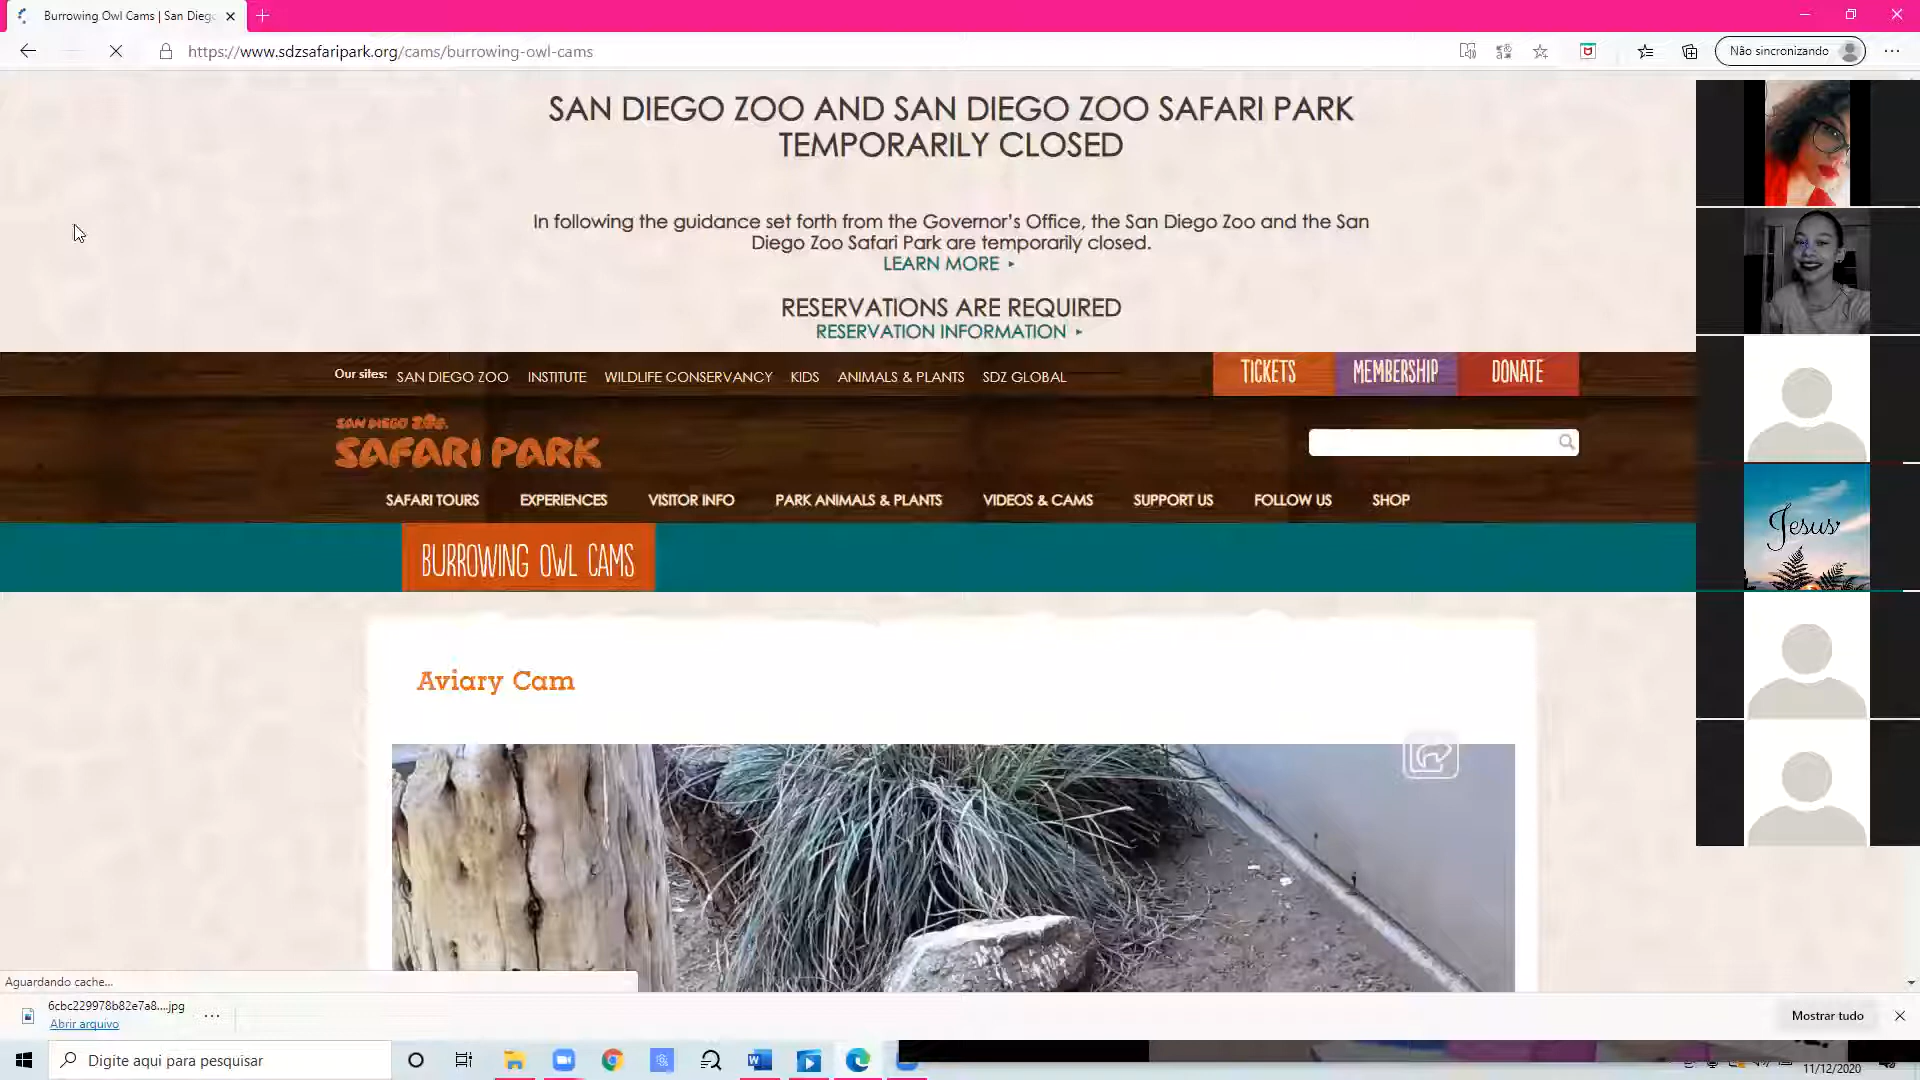 Burrowing Owl Cams | San Dieg
https://www.sdzsafaripark.org/cams/burrowing-owl-cams
Não sincronizando
SAN DIEGO ZOO AND SAN DIEGO ZOO SAFARI PARK
TEMPORARILY CLOSED
In following the guidance set forth from the Governor's Office, the San Diego Zoo and the San
Diego Zoo Safari Park are temporarily closed.
LEARN MORE
RESERVATIONS ARE REQUIRED
RESERVATION INFORMATION
Our sites: SAN DIEGO ZOO INSTITUTE WILDLIFE CONSERVANCY KIDS ANIMALS & PLANTS SDZ GLOBAL
TICKETS MEMBERSHIP DONATE
SAN DIEGO ZOO
SAFARI PARK
SAFARI TOURS EXPERIENCES VISITOR INFO PARK ANIMALS & PLANTS VIDEOS & CAMS SUPPORT US FOLLOW US SHOP
Jesus
BURROWING OWL CAMS
Aviary Cam
Aguardando cache...
6cbc229978b82e7a8....jpg
Abrir arquivo
Mostrar tudo
Digite aqui para pesquisar
11/12/2020